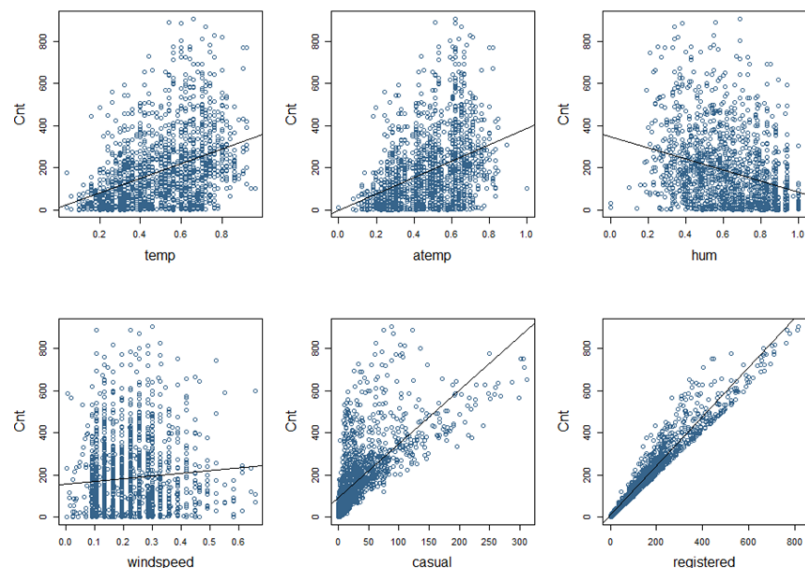 Cnt
0 200 400 600 800
0.2 0.4 0.6 0.8
temp
Cnt
0 200 400 600 800
0.0 0.2 0.4 0.6 0.8 1.0
atemp
Cnt
0 200 400 600 800
0.0 0.2 0.4 0.6 0.8 1.0
hum
Cnt
0 200 400 600 800
0.0 0.1 0.2 0.3 0.4 0.5 0.6
windspeed
Cnt
0 200 400 600 800
0 50 100 150 200 250 300
casual
Cnt
0 200 400 600 800
0 200 400 600 800
registered